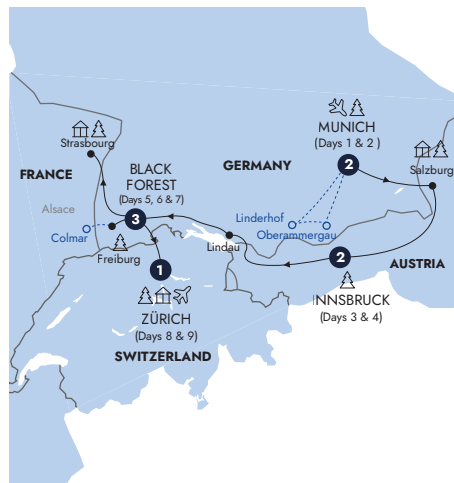 Strasbourg
FRANCE
Alsace
Colmar
BLACK
FOREST
(Days 5, 6 & 7)
3
Freiburg
1
ZÜRICH
(Days 8 & 9)
SWITZERLAND
GERMANY
MUNICH
(Days 1 & 2 )
2
Salzburg
Linderhof
Oberammergau
Lindau
2
AUSTRIA
INNSBRUCK
(Days 3 & 4)